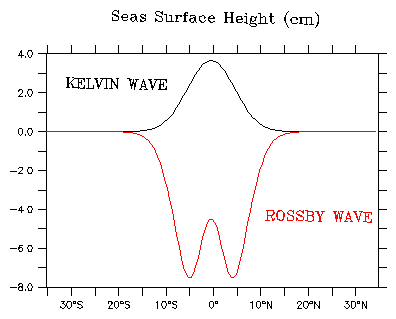 Seas Surface Height (cm)
4.0
KELVIN WAVE
2.0
0.0
-2.0
-4.0
ROSSBY WAVE
-6.0
-8.0
30°S 20°S 10°S 0° 10°N 20°N 30°N